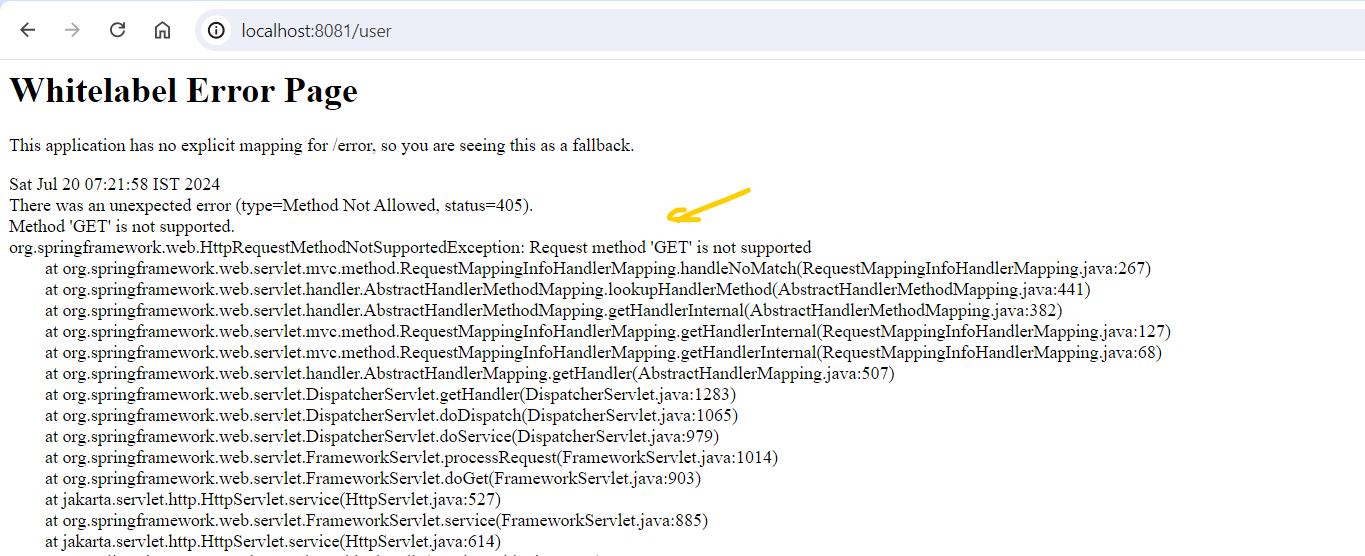 localhost:8081/user
Whitelabel Error Page
This application has no explicit mapping for /error, so you are seeing this as a fallback.
Sat Jul 20 07:21:58 IST 2024
There was an unexpected error (type=Method Not Allowed, status=405).
Method 'GET' is not supported.
org.springframework.web.HttpRequestMethodNotSupportedException: Request method 'GET' is not supported
at org.springframework.web.servlet.mvc.method.RequestMappingInfoHandlerMapping.handleNoMatch(RequestMappingInfoHandlerMapping.java:267)
at org.springframework.web.servlet.handler.AbstractHandlerMethodMapping.lookupHandlerMethod(AbstractHandlerMethodMapping.java:441)
at org.springframework.web.servlet.handler.AbstractHandlerMethodMapping.getHandlerInternal(AbstractHandlerMethodMapping.java:382)
at org.springframework.web.servlet.mvc.method.RequestMappingInfoHandlerMapping.getHandlerInternal(RequestMappingInfoHandlerMapping.java:127)
at org.springframework.web.servlet.mvc.method.RequestMappingInfoHandlerMapping.getHandlerInternal(RequestMappingInfoHandlerMapping.java:68)
at org.springframework.web.servlet.handler.AbstractHandlerMapping.getHandler(AbstractHandlerMapping.java:507)
at org.springframework.web.servlet.DispatcherServlet.getHandler(DispatcherServlet.java:1283)
at org.springframework.web.servlet.DispatcherServlet.doDispatch(DispatcherServlet.java:1065)
at org.springframework.web.servlet.DispatcherServlet.doService(DispatcherServlet.java:979)
at org.springframework.web.servlet.FrameworkServlet.processRequest(FrameworkServlet.java:1014)
at org.springframework.web.servlet.FrameworkServlet.doGet(FrameworkServlet.java:903)
at jakarta.servlet.http.HttpServlet.service(HttpServlet.java:527)
at org.springframework.web.servlet.FrameworkServlet.service(FrameworkServlet.java:885)
at jakarta.servlet.http.HttpServlet.service(HttpServlet.java:614)